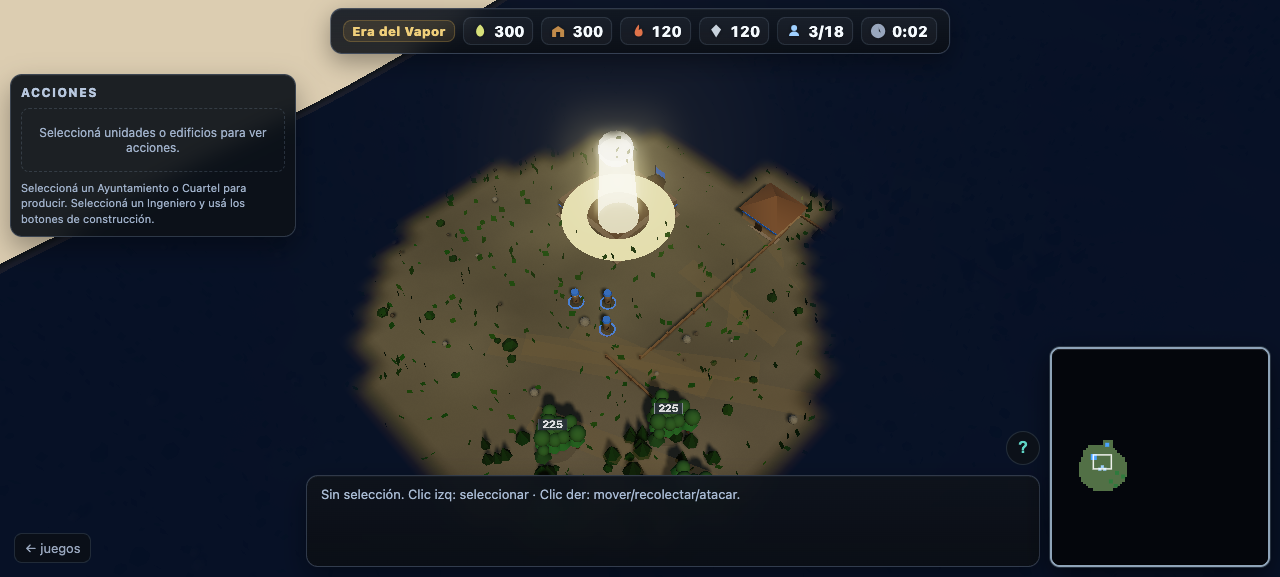 Era del Vapor 300 300 120 120 3/18 0:02
ACCIONES
Seleccioná unidades o edificios para ver
acciones.
Seleccioná un Ayuntamiento o Cuartel para
producir. Seleccioná un Ingeniero y usá los
botones de construcción.
225
225
?
Sin selección. Clic izq: seleccionar · Clic der: mover/recolectar/atacar.
← juegos